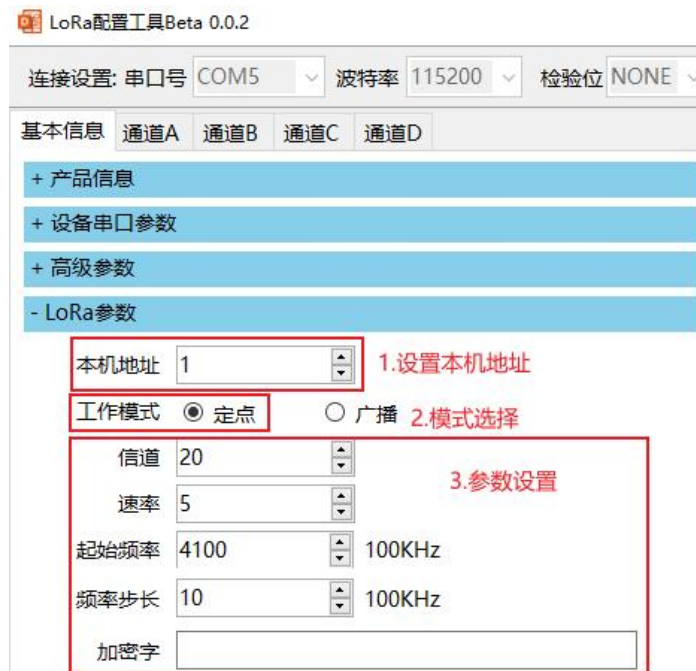 LoRa配置工具Beta 0.0.2
连接设置: 串口号 COM5 波特率 115200 检验位 NONE
基本信息 通道A 通道B 通道C 通道D
+ 产品信息
+ 设备串口参数
+ 高级参数
- LoRa参数
本机地址 1 1.设置本机地址
工作模式 定点 广播 2.模式选择
信道 20
3.参数设置
速率 5
起始频率 4100 100KHz
频率步长 10 100KHz
加密字